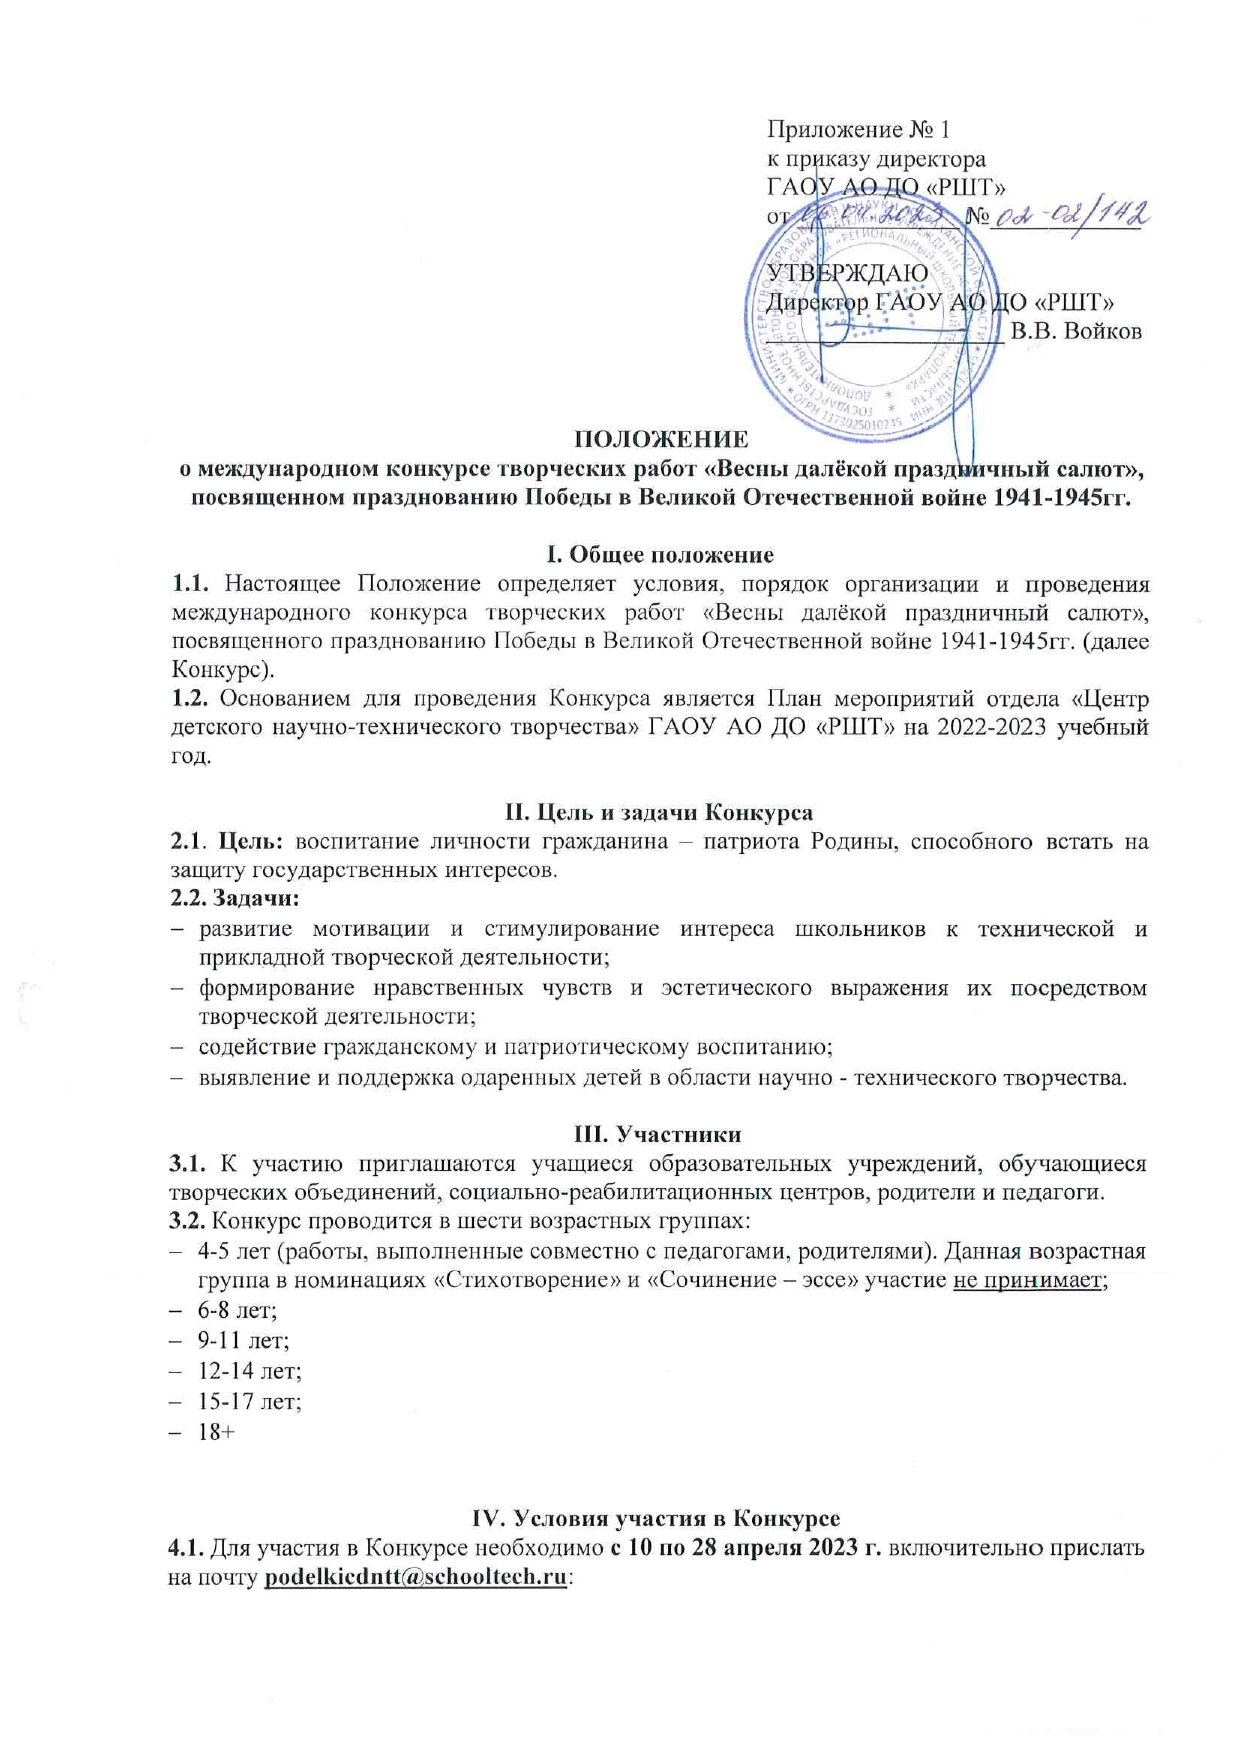 Приложение № 1
к приказу директора
ГАОУ АО ДО «РШТ»
от 04.2023 № 02-02/142
УТВЕРЖДАЮ
Директор ГАОУ АО ДО «РШТ»
В.В. Войков
ОГРН 1173025010245
ПОЛОЖЕНИЕ
о международном конкурсе творческих работ «Весны далёкой праздничный салют»,
посвященном празднованию Победы в Великой Отечественной войне 1941-1945гг.
I. Общее положение
1.1. Настоящее Положение определяет условия, порядок организации и проведения
международного конкурса творческих работ «Весны далёкой праздничный салют»,
посвященного празднованию Победы в Великой Отечественной войне 1941-1945гг. (далее
Конкурс).
1.2. Основанием для проведения Конкурса является План мероприятий отдела «Центр
детского научно-технического творчества» ГАОУ АО ДО «РШТ» на 2022-2023 учебный
год.
II. Цель и задачи Конкурса
2.1. Цель: воспитание личности гражданина – патриота Родины, способного встать на
защиту государственных интересов.
2.2. Задачи:
– развитие мотивации и стимулирование интереса школьников к технической и
прикладной творческой деятельности;
– формирование нравственных чувств и эстетического выражения их посредством
творческой деятельности;
– содействие гражданскому и патриотическому воспитанию;
– выявление и поддержка одаренных детей в области научно - технического творчества.
III. Участники
3.1. К участию приглашаются учащиеся образовательных учреждений, обучающиеся
творческих объединений, социально-реабилитационных центров, родители и педагоги.
3.2. Конкурс проводится в шести возрастных группах:
– 4-5 лет (работы, выполненные совместно с педагогами, родителями). Данная возрастная
группа в номинациях «Стихотворение» и «Сочинение – эссе» участие не принимает;
– 6-8 лет;
– 9-11 лет;
– 12-14 лет;
– 15-17 лет;
– 18+
IV. Условия участия в Конкурсе
4.1. Для участия в Конкурсе необходимо с 10 по 28 апреля 2023 г. включительно прислать
на почту podelkicdntt@schooltech.ru: